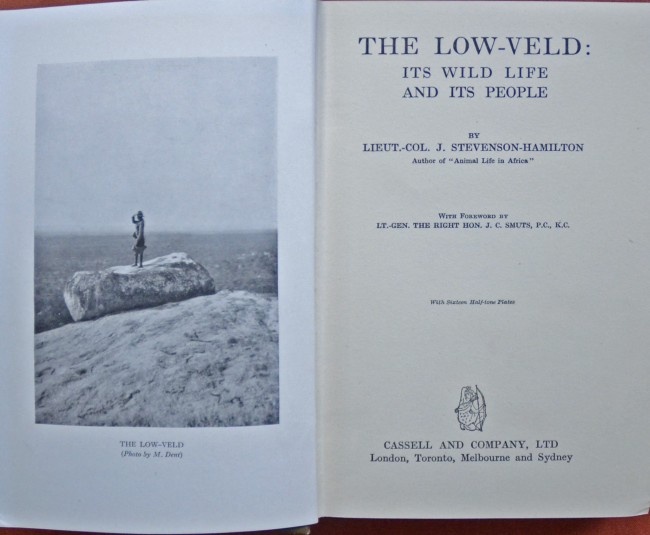 THE LOW-VELD
(Photo by M. Dent)
THE LOW-VELD:
ITS WILD LIFE
AND ITS PEOPLE
BY
LIEUT.-COL. J. STEVENSON-HAMILTON
Author of "Animal Life in Africa"
With Foreword by
LT.-GEN. THE RIGHT HON. J. C. SMUTS, P.C., K.C.
With Sixteen Half-tone Plates
CASSELL AND COMPANY, LTD
London, Toronto, Melbourne and Sydney